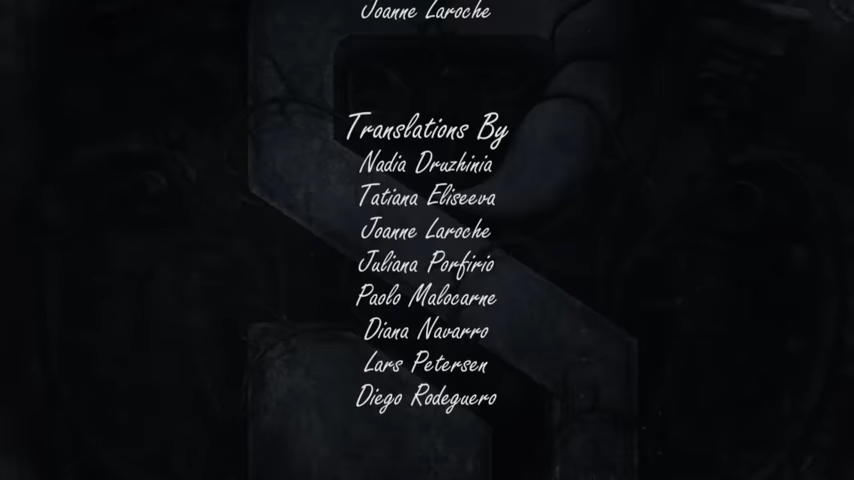 Joanne Laroche
Translations By
Nadia Druzhinia
Tatiana Eliseeva
Joanne Laroche
Juliana Porfirio
Paolo Malocarne
Diana Navarro
Lars Petersen
Diego Rodeguero